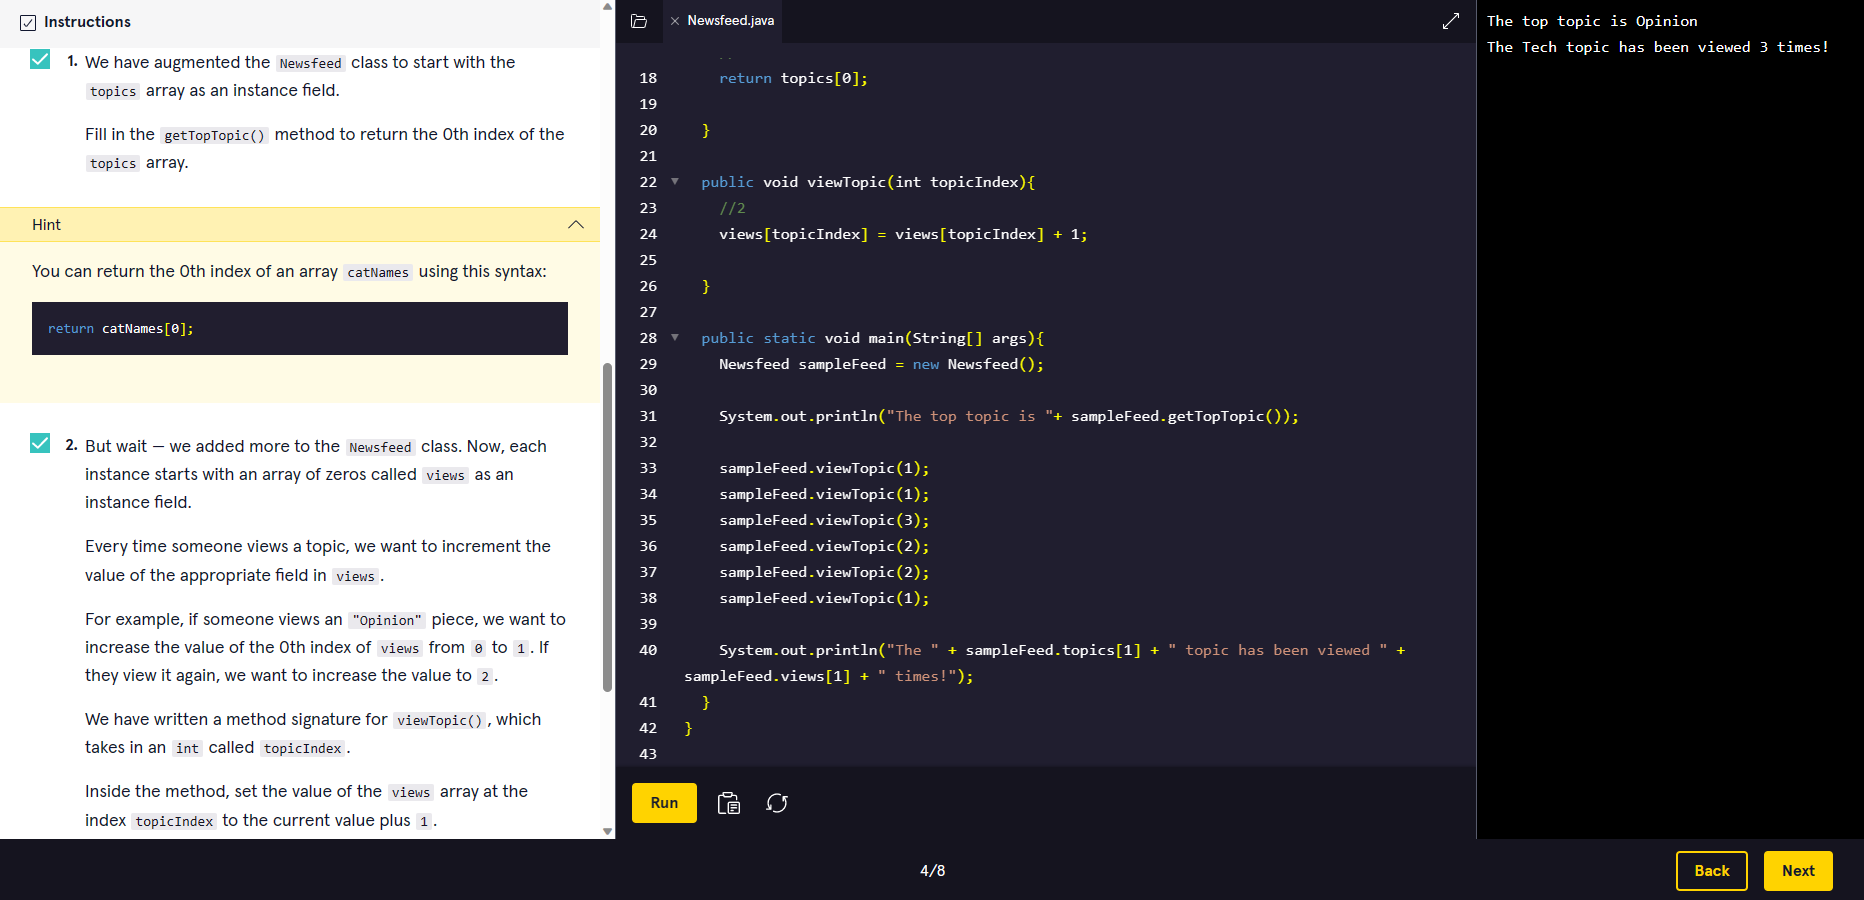 Instructions
1. We have augmented the Newsfeed class to start with the
topics array as an instance field.
Fill in the getTopTopic() method to return the 0th index of the
topics array.
Hint
You can return the 0th index of an array catNames using this syntax:
return catNames[0];
2. But wait — we added more to the Newsfeed class. Now, each
instance starts with an array of zeros called views as an
instance field.
Every time someone views a topic, we want to increment the
value of the appropriate field in views.
For example, if someone views an "Opinion" piece, we want to
increase the value of the 0th index of views from 0 to 1. If
they view it again, we want to increase the value to 2.
We have written a method signature for viewTopic(), which
takes in an int called topicIndex.
Inside the method, set the value of the views array at the
index topicIndex to the current value plus 1.
Newsfeed.java
18 return topics[0];
19
20 }
21
22 public void viewTopic(int topicIndex){
23 //2
24 views[topicIndex] = views[topicIndex] + 1;
25
26 }
27
28 public static void main(String[] args){
29 Newsfeed sampleFeed = new Newsfeed();
30
31 System.out.println("The top topic is "+ sampleFeed.getTopTopic());
32
33 sampleFeed.viewTopic(1);
34 sampleFeed.viewTopic(1);
35 sampleFeed.viewTopic(3);
36 sampleFeed.viewTopic(2);
37 sampleFeed.viewTopic(2);
38 sampleFeed.viewTopic(1);
39
40 System.out.println("The " + sampleFeed.topics[1] + " topic has been viewed " +
sampleFeed.views[1] + " times!");
41 }
42 }
43
Run
The top topic is Opinion
The Tech topic has been viewed 3 times!
4/8
Back
Next